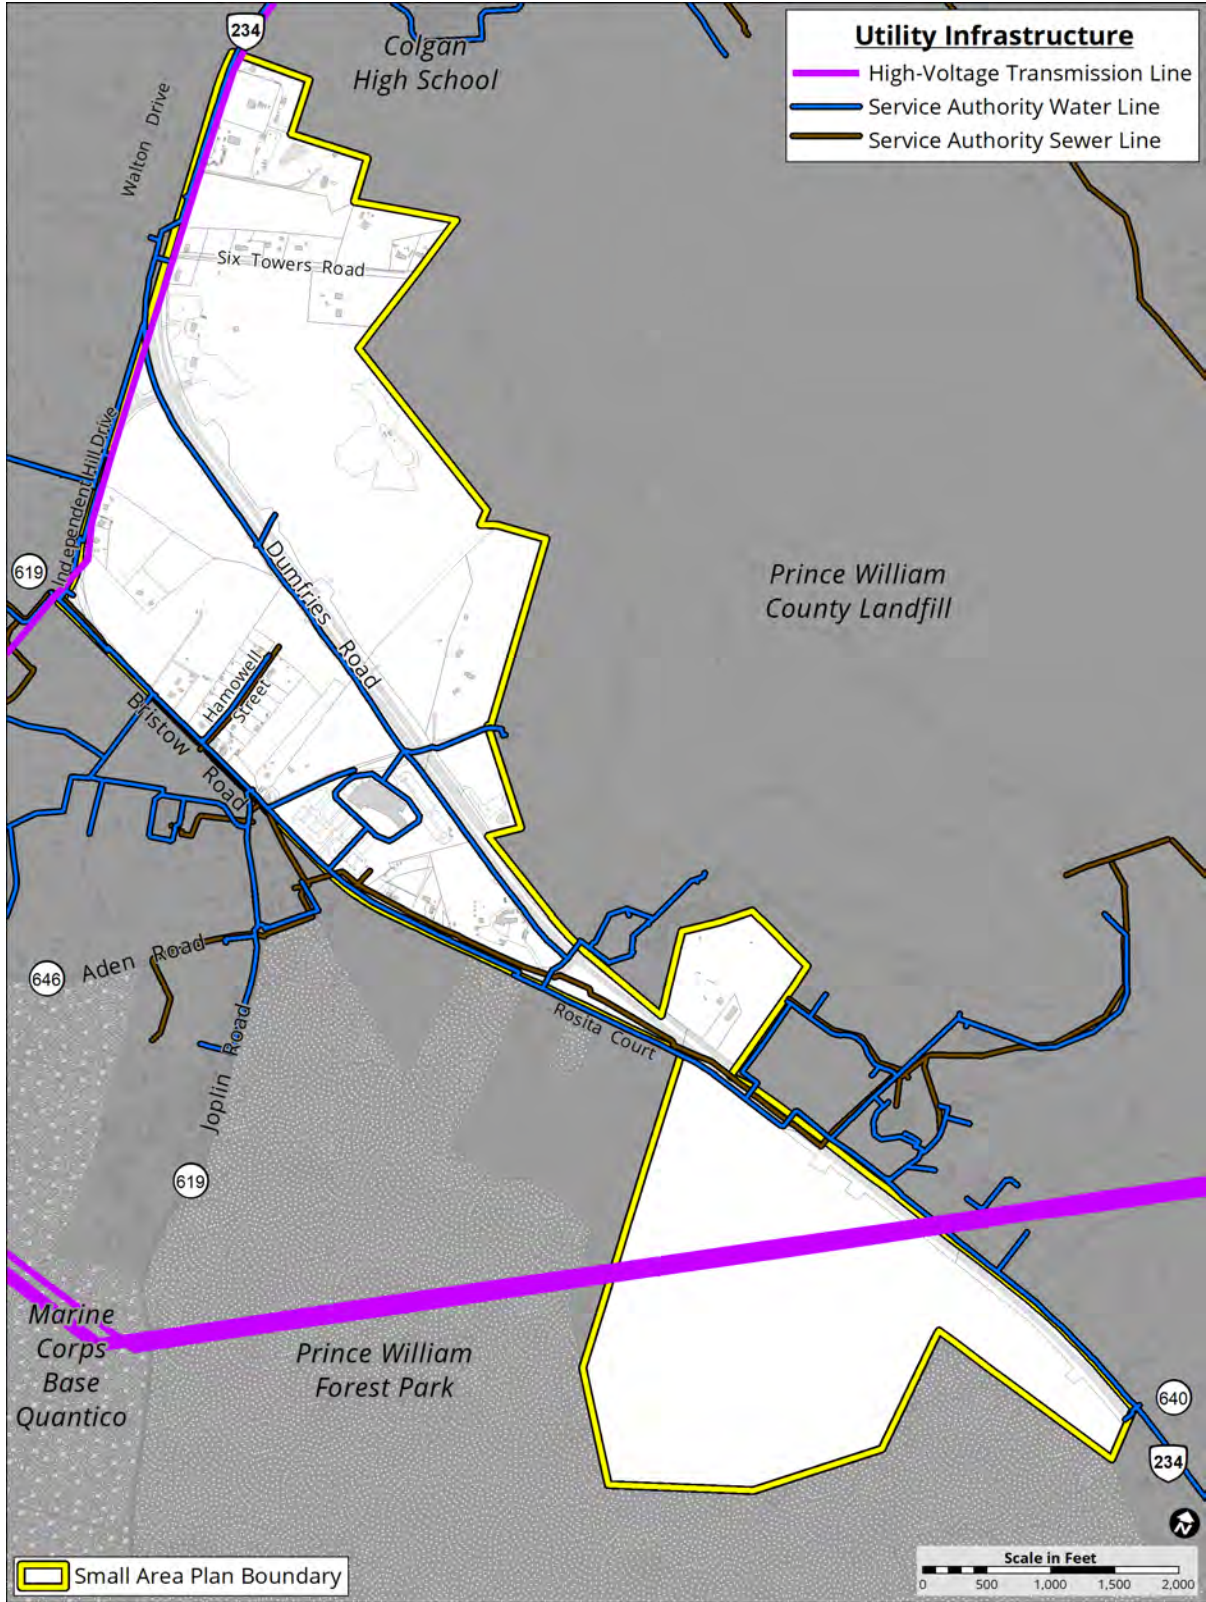 234
Colgan
High School
Utility Infrastructure
High-Voltage Transmission Line
Service Authority Water Line
Service Authority Sewer Line
Walton Drive
Six Towers Road
Independent Hill Drive
619
Prince William
County Landfill
Dumfries Road
Hamowell
Street
Bristow Road
646
Aden Road
Joplin Road
Rosita Court
619
Marine
Corps
Base
Quantico
Prince William
Forest Park
640
234
N
Small Area Plan Boundary
Scale in Feet
0 500 1,000 1,500 2,000